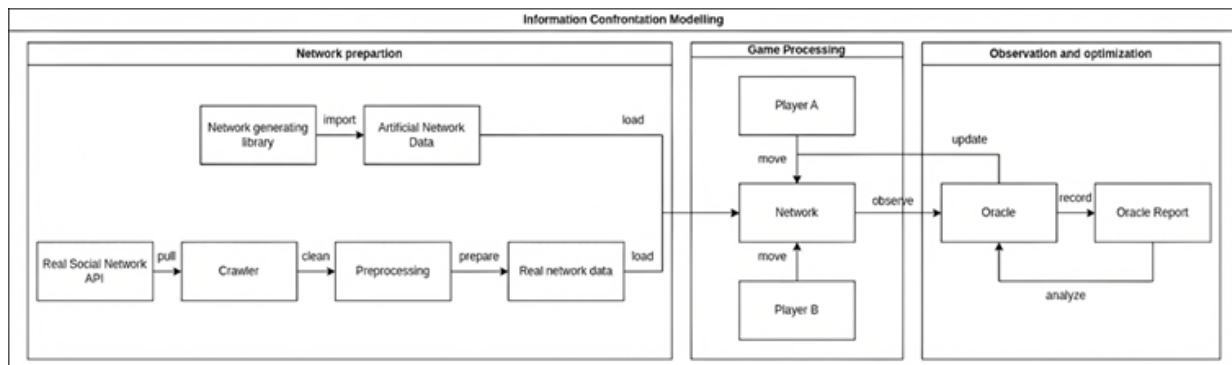 Information Confrontation Modelling
Network prepartion
Game Processing
Observation and optimization
Network generating
library
import
Artificial Network
Data
load
Real Social Network
API
pull
Crawler
clean
Preprocessing
prepare
Real network data
load
Player A
move
Network
move
Player B
observe
update
Oracle
record
Oracle Report
analyze